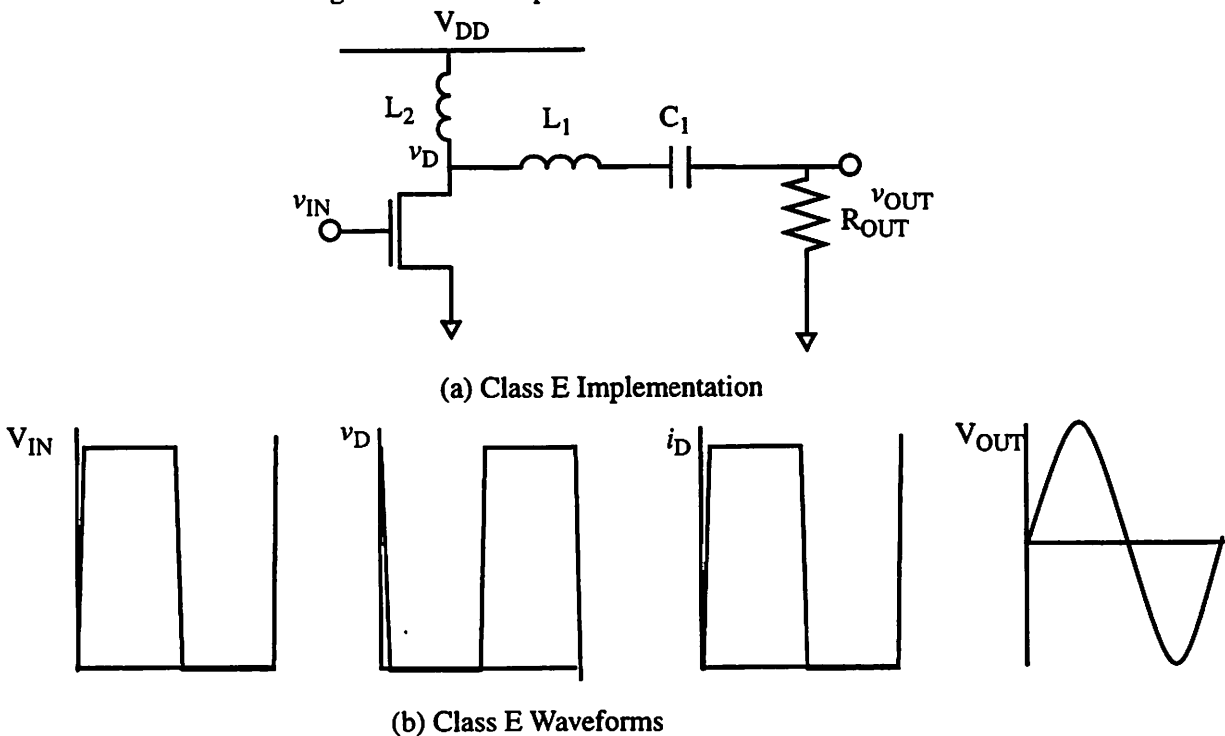 V_DD
L_2
L_1
C_1
v_D
v_IN
v_OUT
R_OUT
(a) Class E Implementation
V_IN
v_D
i_D
V_OUT
(b) Class E Waveforms